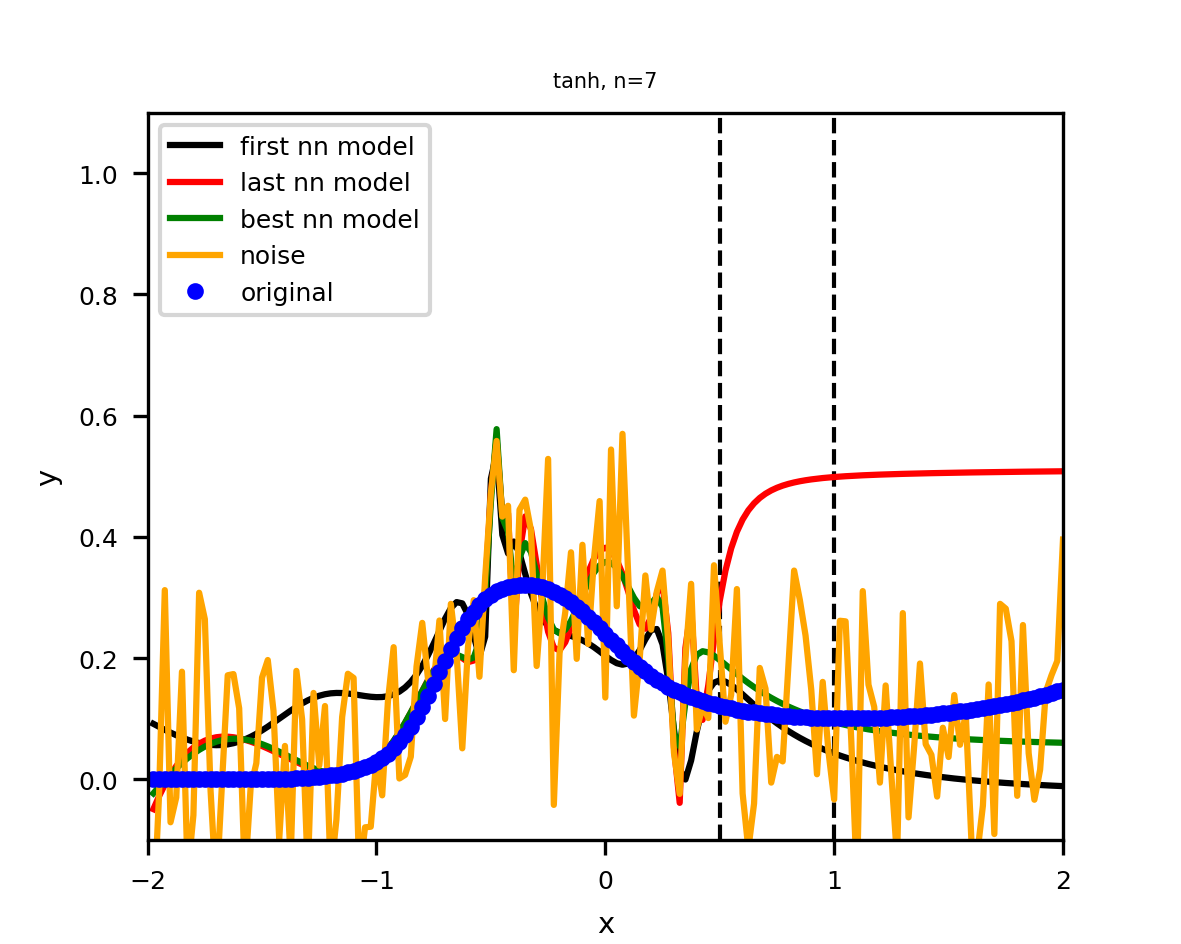 tanh, n=7
first nn model
last nn model
best nn model
noise
original
1.0
0.8
0.6
0.4
0.2
0.0
y
−2 −1 0 1 2
x